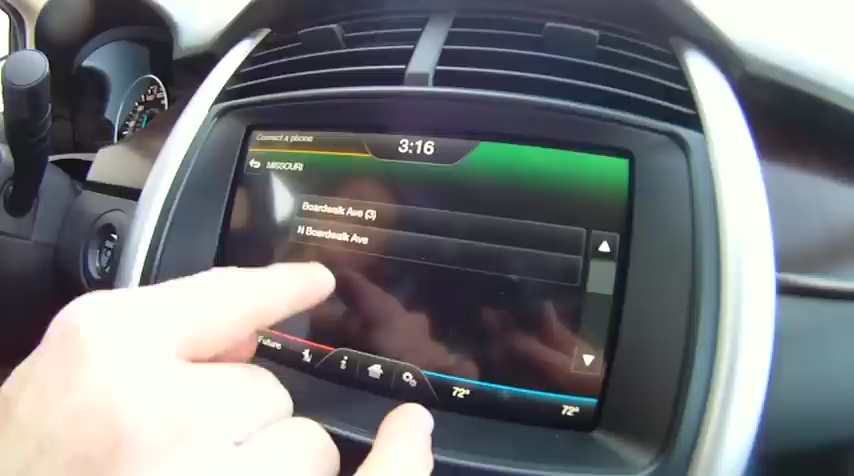 Connect a phone
3:16
MISSOURI
Boardwalk Ave (3)
N Boardwalk Ave
Future
i
72°
72°